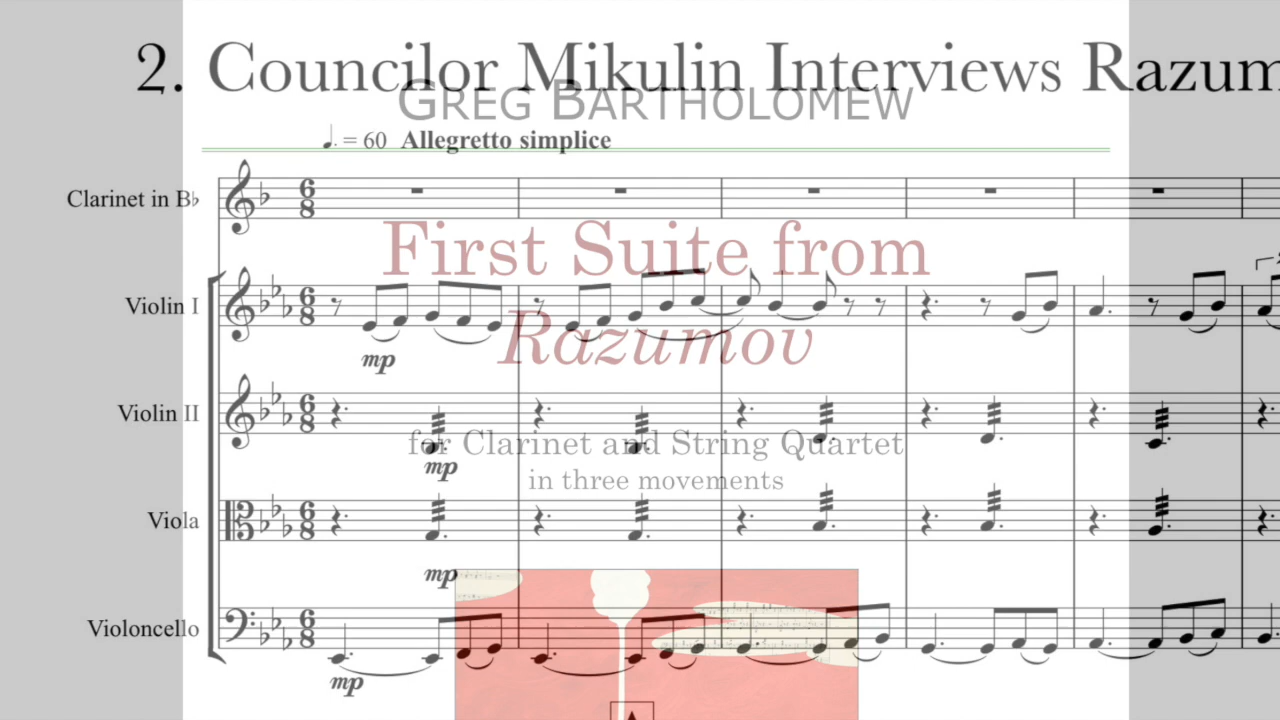 2. Councilor Mikulin Interviews Razum
GREG BARTHOLOMEW
♩. = 60 Allegretto simplice
Clarinet in B♭
First Suite from
Violin I
Razumov
mp
Violin II
for Clarinet and String Quartet
mp
in three movements
Viola
mp
Violoncello
mp
A